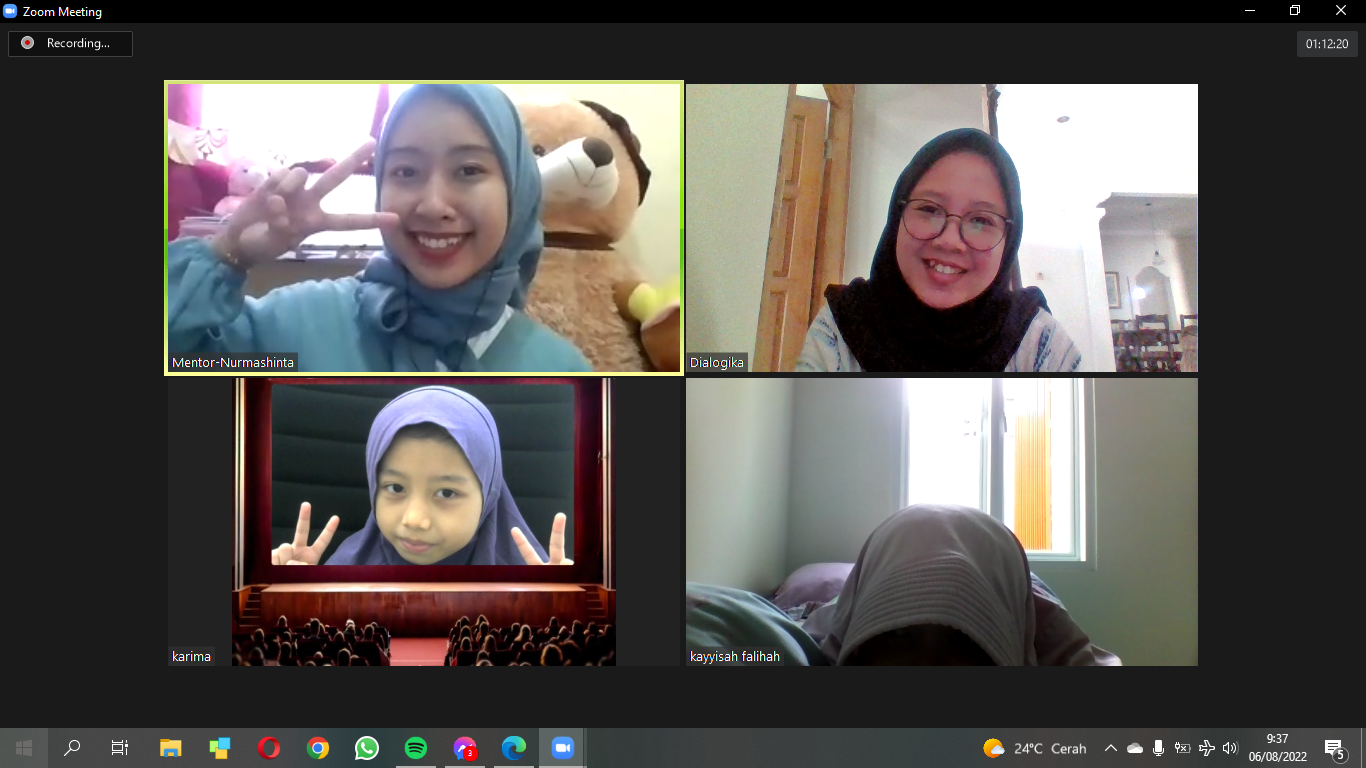 Zoom Meeting
Recording...
01:12:20
Mentor-Nurmashinta
Dialogika
karima
kayyisah falihah
3
24°C Cerah
9:37
06/08/2022
5